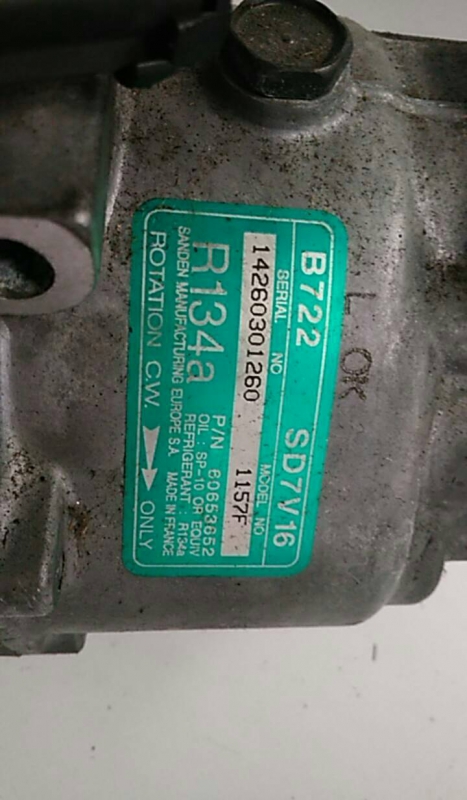 B722 SD7V16
SERIAL NO MODEL NO
14260301260 1157F
R134a P/N 60653652
OIL : SP-10 OR EQUIV
REFRIGERANT : R134a
SANDEN MANUFACTURING EUROPE S.A. MADE IN FRANCE
ROTATION C.W. ONLY
OK